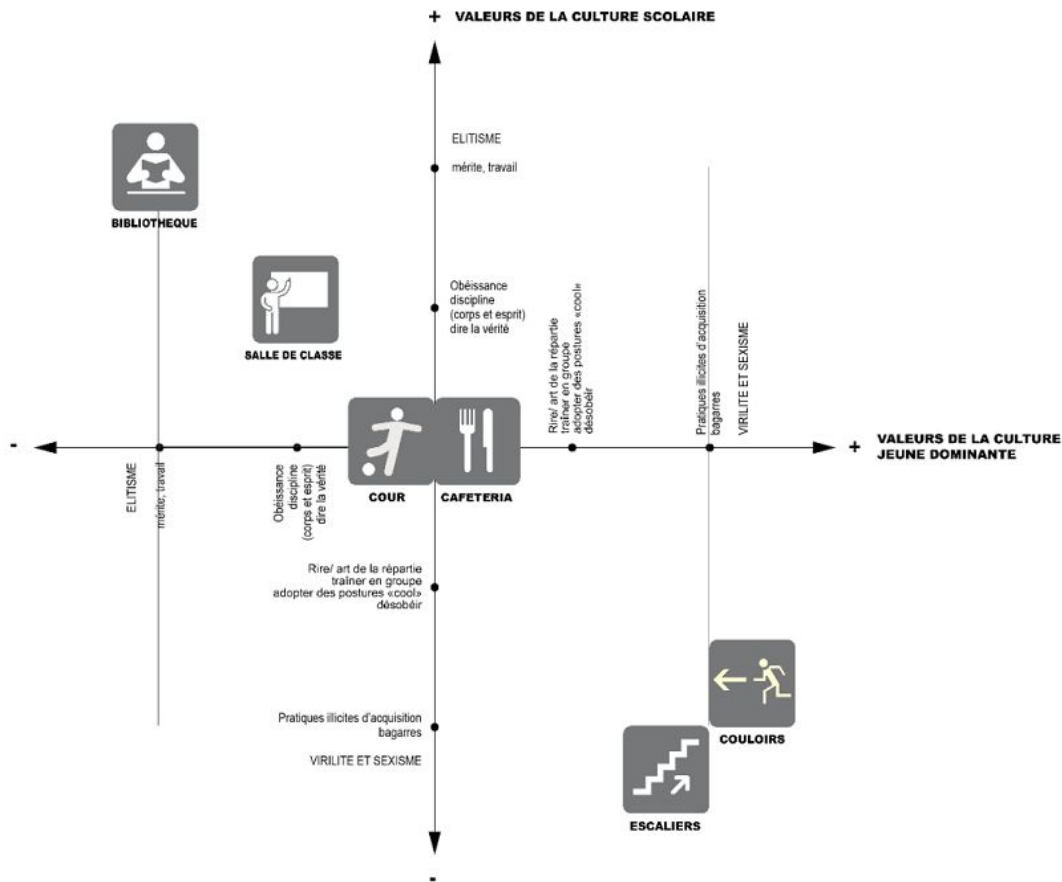 + VALEURS DE LA CULTURE SCOLAIRE
ELITISME
mérite, travail
BIBLIOTHEQUE
Obéissance
discipline
(corps et esprit)
dire la vérité
SALLE DE CLASSE
Rire/ art de la répartie
traîner en groupe
adopter des postures «cool»
désobéir
Pratiques illicites d'acquisition
bagarres
VIRILITE ET SEXISME
-
+ VALEURS DE LA CULTURE
JEUNE DOMINANTE
ELITISME
mérite, travail
Obéissance
discipline
(corps et esprit)
dire la vérité
COUR
CAFETERIA
Rire/ art de la répartie
traîner en groupe
adopter des postures «cool»
désobéir
Pratiques illicites d'acquisition
bagarres
VIRILITE ET SEXISME
COULOIRS
ESCALIERS
-